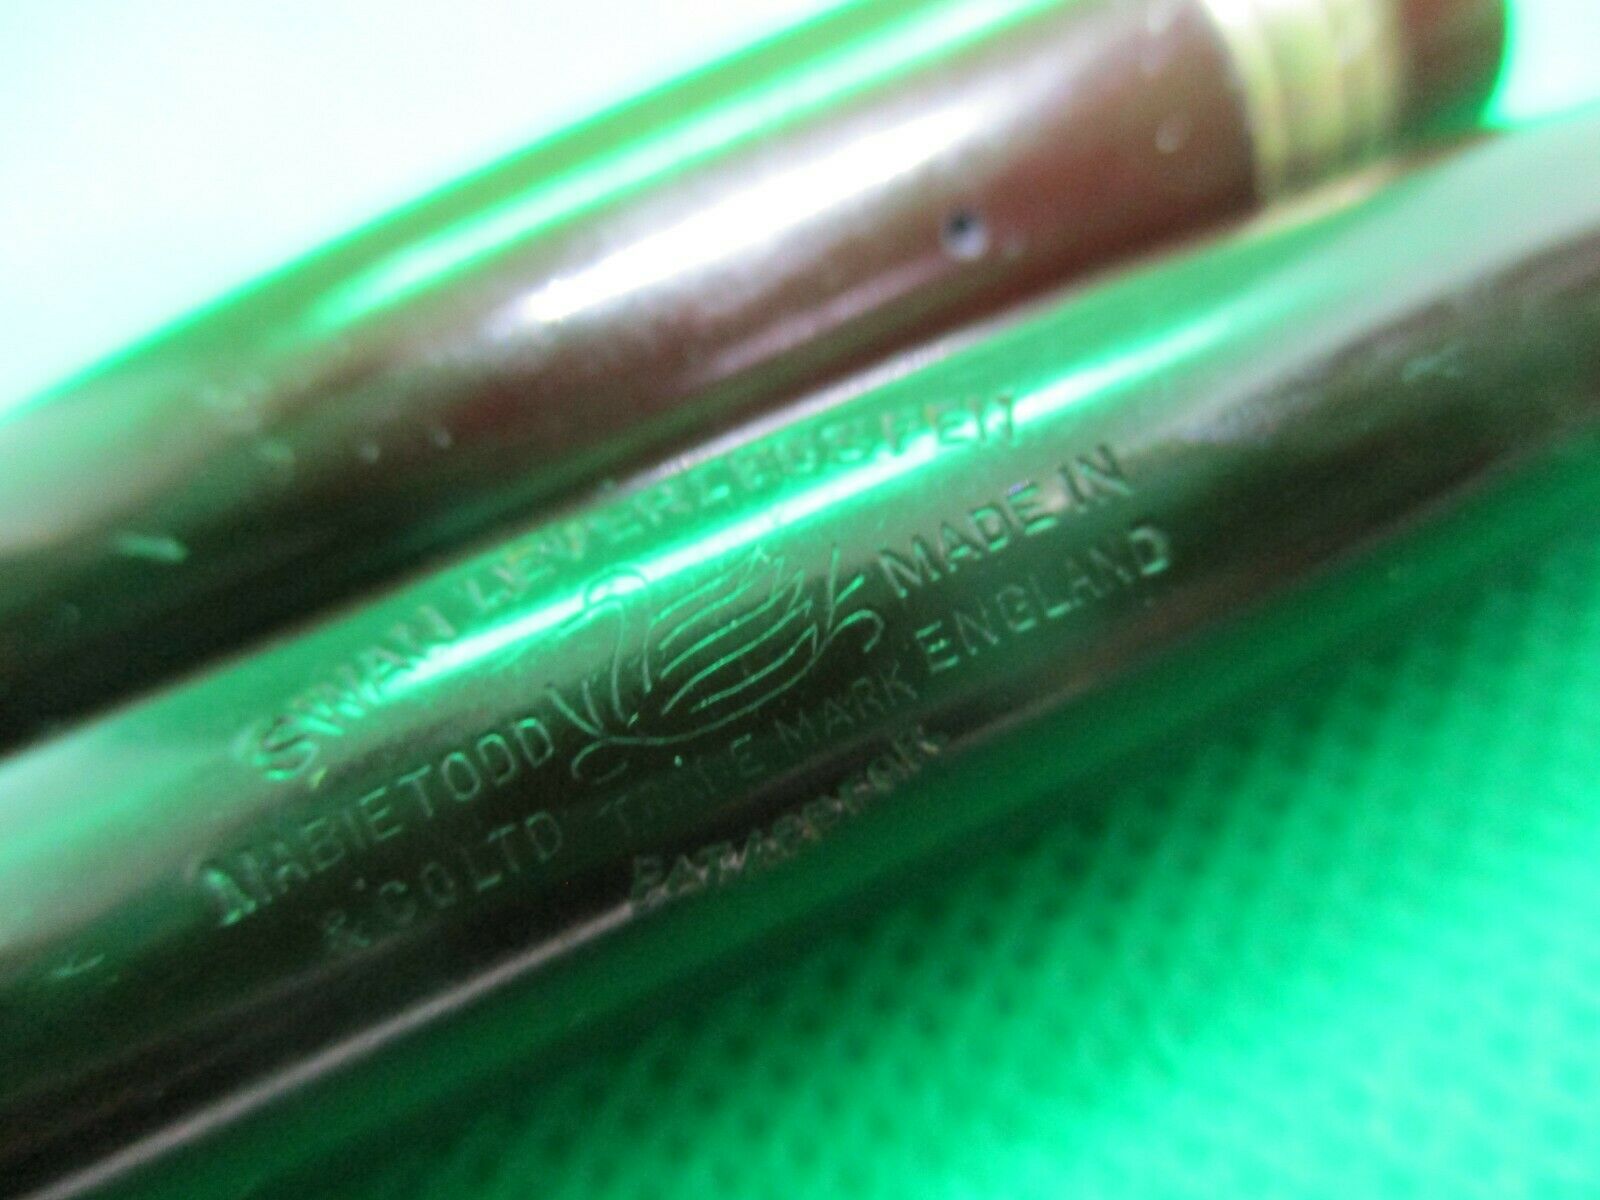 SWAN LEVERLESS PEN
MABIE TODD
& CO LTD
TRADE MARK
MADE IN
ENGLAND